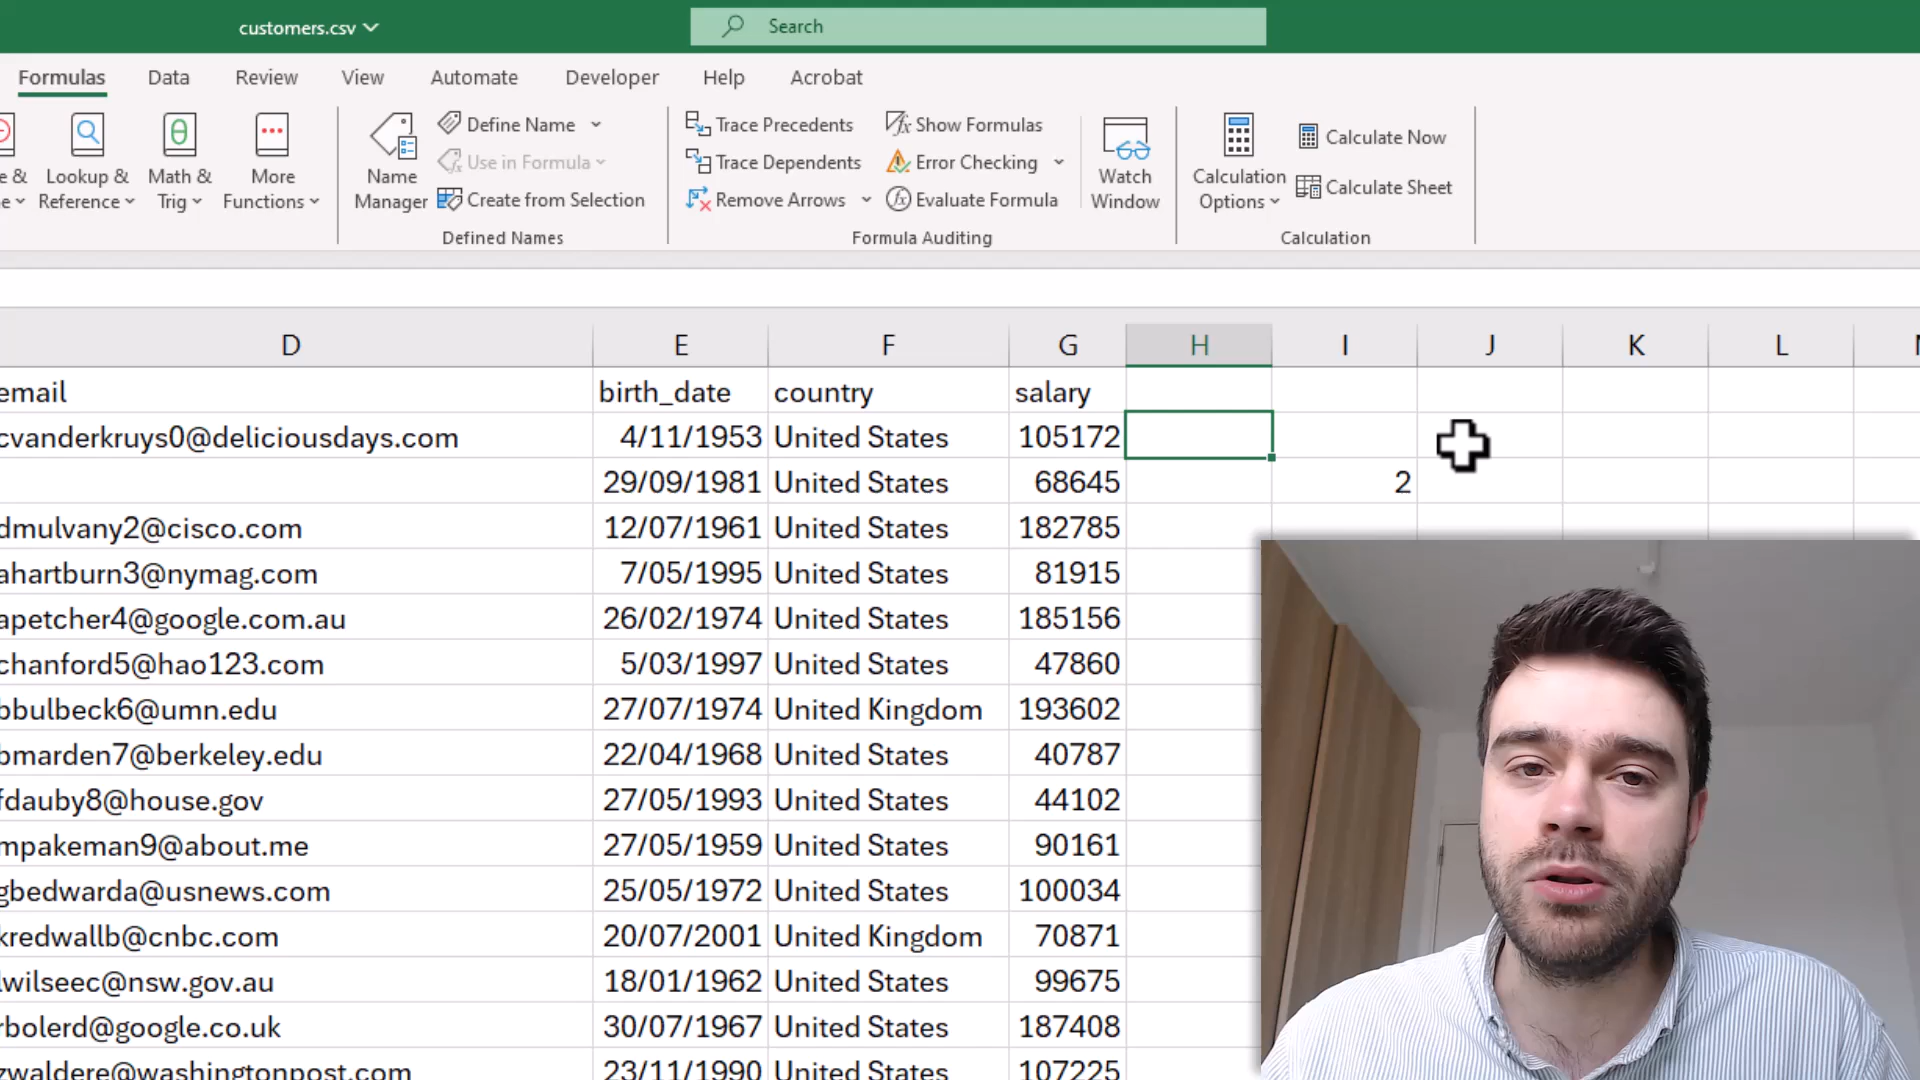 customers.csv
Search
Formulas Data Review View Automate Developer Help Acrobat
Lookup & Reference
Math & Trig
More Functions
Name Manager
Define Name
Use in Formula
Create from Selection
Defined Names
Trace Precedents
Trace Dependents
Remove Arrows
Show Formulas
Error Checking
Evaluate Formula
Formula Auditing
Watch Window
Calculation Options
Calculate Now
Calculate Sheet
Calculation
D E F G H I J K L
email birth_date country salary
cvanderkruys0@deliciousdays.com 4/11/1953 United States 105172
29/09/1981 United States 68645 2
dmulvany2@cisco.com 12/07/1961 United States 182785
ahartburn3@nymag.com 7/05/1995 United States 81915
apetcher4@google.com.au 26/02/1974 United States 185156
chanford5@hao123.com 5/03/1997 United States 47860
bbulbeck6@umn.edu 27/07/1974 United Kingdom 193602
bmarden7@berkeley.edu 22/04/1968 United States 40787
fdauby8@house.gov 27/05/1993 United States 44102
mpakeman9@about.me 27/05/1959 United States 90161
gbedwarda@usnews.com 25/05/1972 United States 100034
kredwallb@cnbc.com 20/07/2001 United Kingdom 70871
lwilseec@nsw.gov.au 18/01/1962 United States 99675
rbolerd@google.co.uk 30/07/1967 United States 187408
zwaldere@washingtonpost.com 23/11/1990 United States 107225